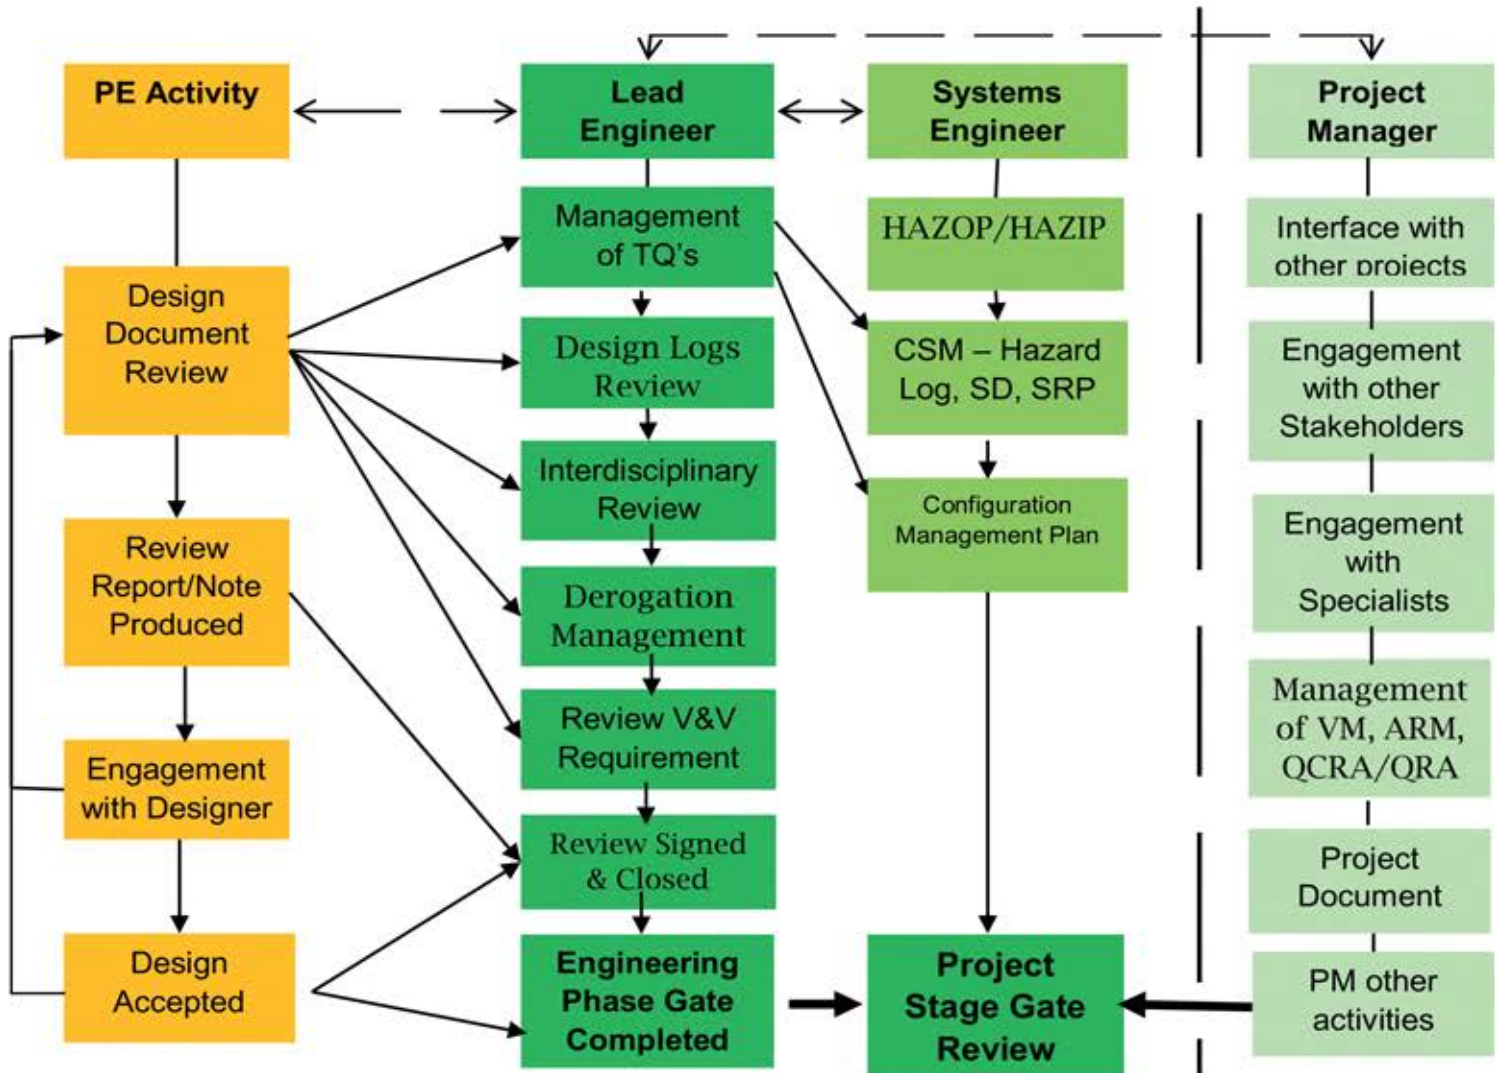 PE Activity
Design
Document
Review
Review
Report/Note
Produced
Engagement
with Designer
Design
Accepted
Lead
Engineer
Management
of TQ's
Design Logs
Review
Interdisciplinary
Review
Derogation
Management
Review V&V
Requirement
Review Signed
& Closed
Engineering
Phase Gate
Completed
Systems
Engineer
HAZOP/HAZIP
CSM – Hazard
Log, SD, SRP
Configuration
Management Plan
Project
Stage Gate
Review
Project
Manager
Interface with
other projects
Engagement
with other
Stakeholders
Engagement
with
Specialists
Management
of VM, ARM,
QCRA/QRA
Project
Document
PM other
activities